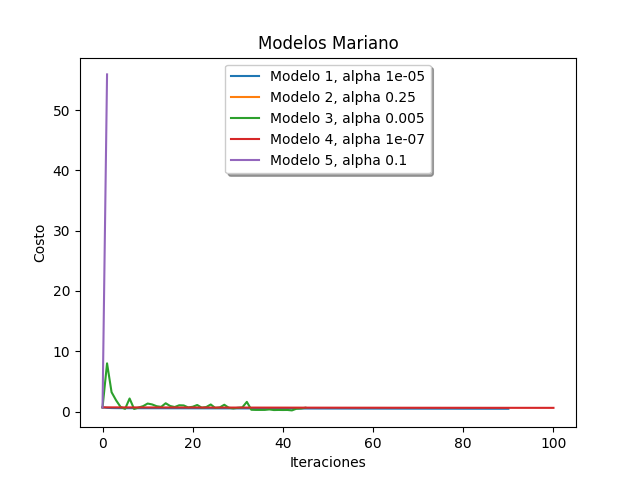 Modelos Mariano
Modelo 1, alpha 1e-05
Modelo 2, alpha 0.25
Modelo 3, alpha 0.005
Modelo 4, alpha 1e-07
Modelo 5, alpha 0.1
Costo
50
40
30
20
10
0
0 20 40 60 80 100
Iteraciones